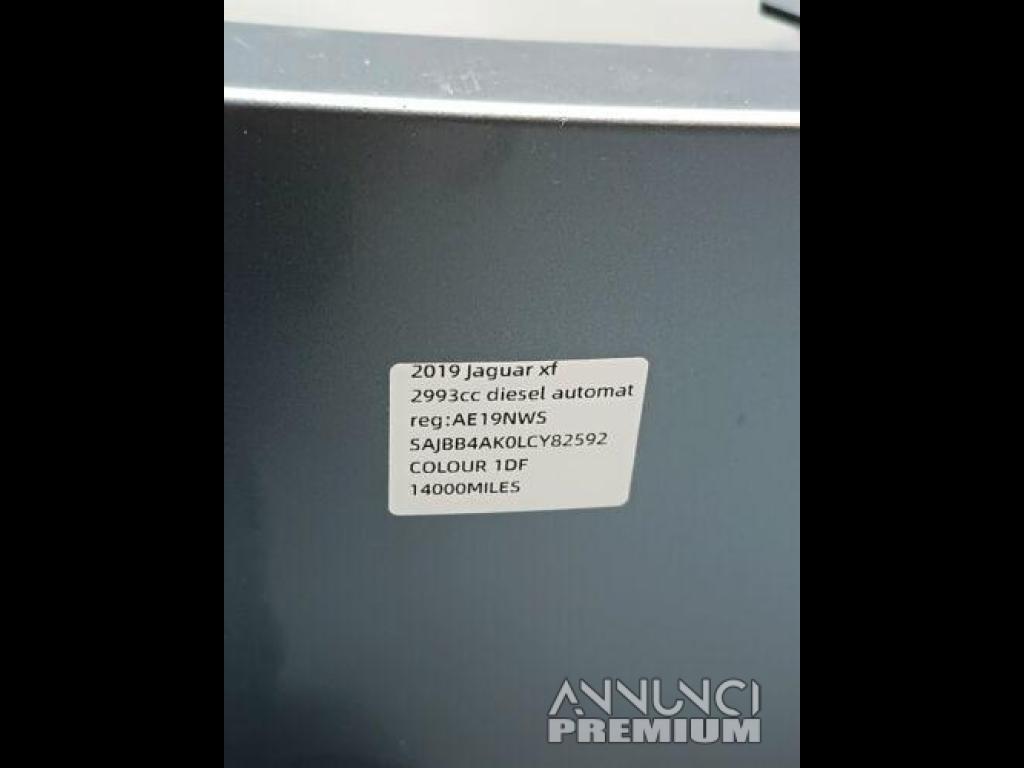 2019 Jaguar xf
2993cc diesel automat
reg:AE19NWS
SAJBB4AK0LCY82592
COLOUR 1DF
14000MILES
ANNUNCI
PREMIUM